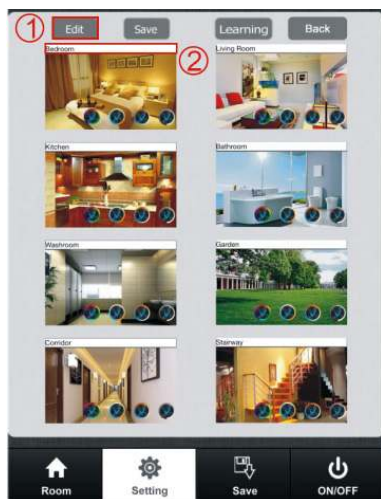 ① Edit Save Learning Back
Bedroom ② Living Room
Kitchen Bathroom
Washroom Garden
Corridor Stairway
Room Setting Save ON/OFF